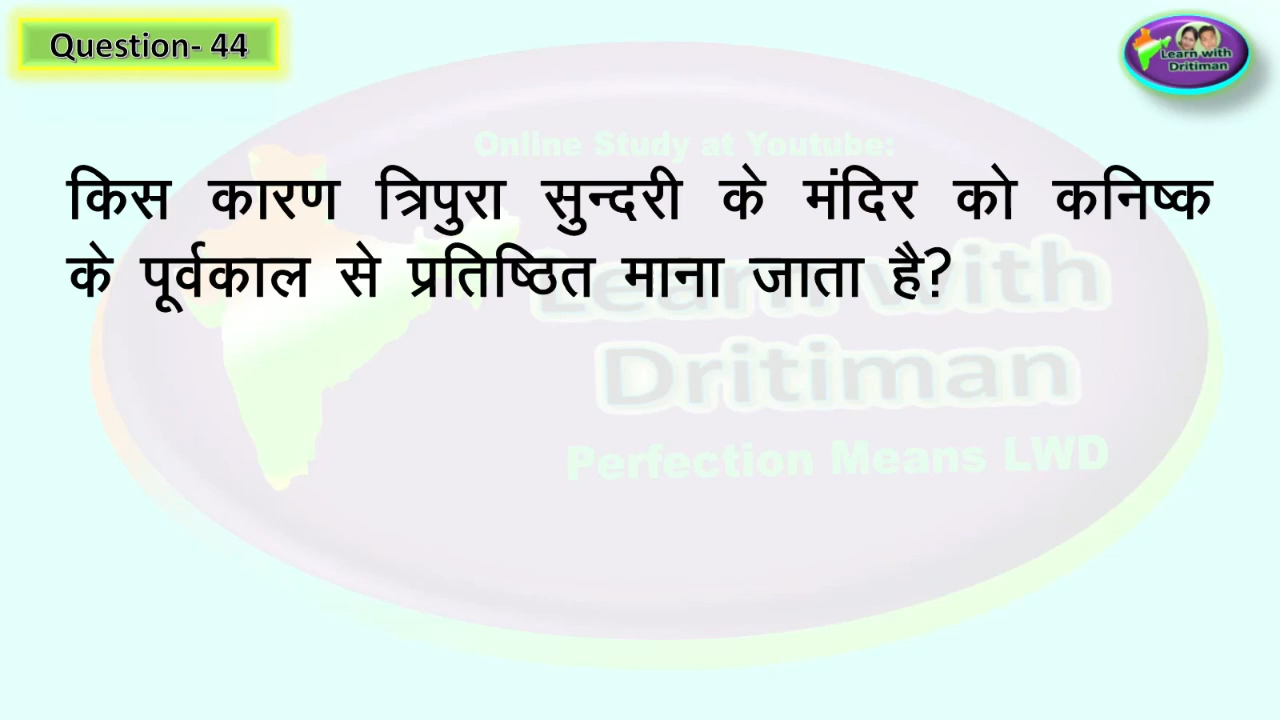 Question- 44
Learn with
Dritiman
Online Study at Youtube:
किस कारण त्रिपुरा सुन्दरी के मंदिर को कनिष्क
के पूर्वकाल से प्रतिष्ठित माना जाता है?
Learn with
Dritiman
Perfection Means LWD